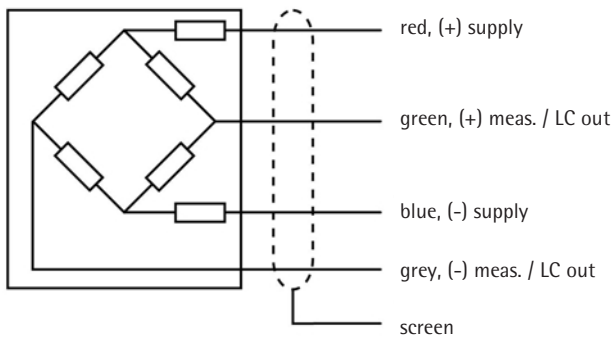 red, (+) supply
green, (+) meas. / LC out
blue, (-) supply
grey, (-) meas. / LC out
screen